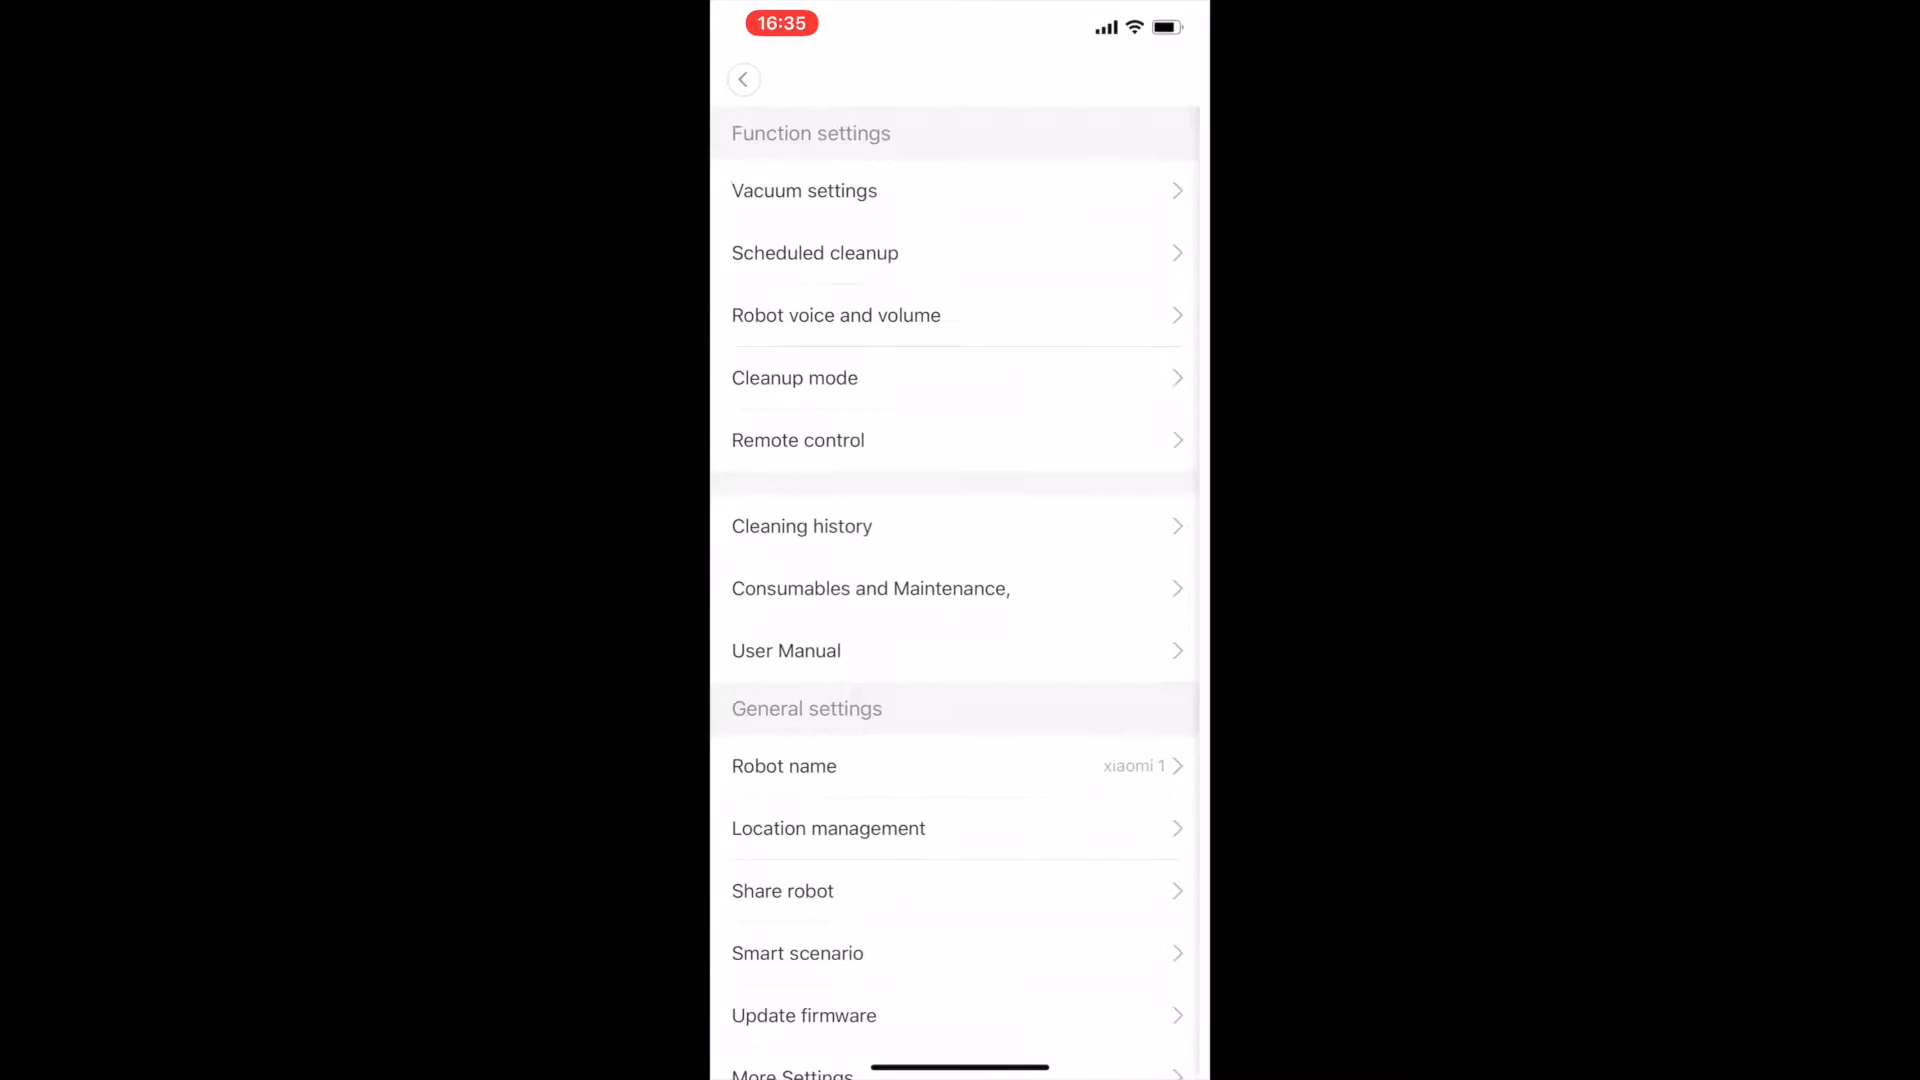 16:35
Function settings
Vacuum settings
Scheduled cleanup
Robot voice and volume
Cleanup mode
Remote control
Cleaning history
Consumables and Maintenance,
User Manual
General settings
Robot name xiaomi 1
Location management
Share robot
Smart scenario
Update firmware
More Settings